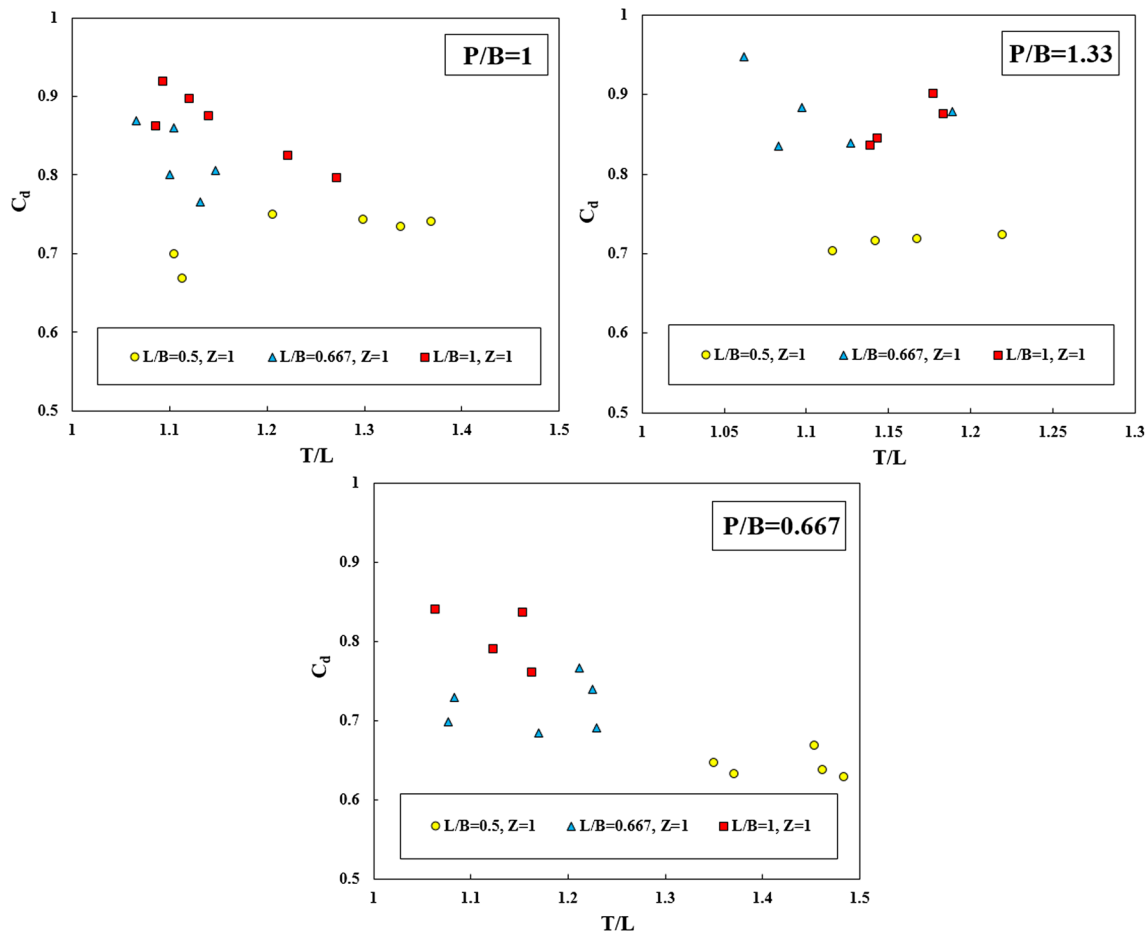 P/B=1
1
0.9
0.8
0.7
0.6
0.5
C_d
L/B=0.5, Z=1 L/B=0.667, Z=1 L/B=1, Z=1
1 1.1 1.2 1.3 1.4 1.5
T/L
P/B=1.33
1
0.9
0.8
0.7
0.6
0.5
C_d
L/B=0.5, Z=1 L/B=0.667, Z=1 L/B=1, Z=1
1 1.05 1.1 1.15 1.2 1.25 1.3
T/L
P/B=0.667
1
0.9
0.8
0.7
0.6
0.5
C_d
L/B=0.5, Z=1 L/B=0.667, Z=1 L/B=1, Z=1
1 1.1 1.2 1.3 1.4 1.5
T/L